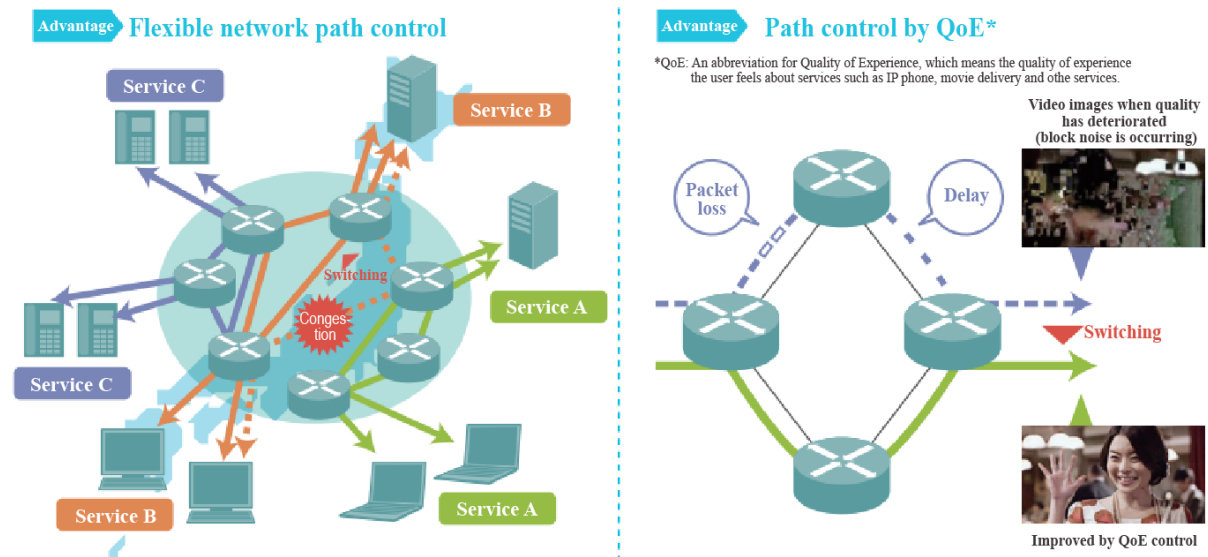 Advantage
Flexible network path control
Service C
Service B
Service A
Switching
Conges-
tion
Service C
Service B
Service A
Advantage
Path control by QoE*
*QoE: An abbreviation for Quality of Experience, which means the quality of experience
the user feels about services such as IP phone, movie delivery and othe services.
Video images when quality
has deteriorated
(block noise is occurring)
Packet
loss
Delay
Switching
Improved by QoE control